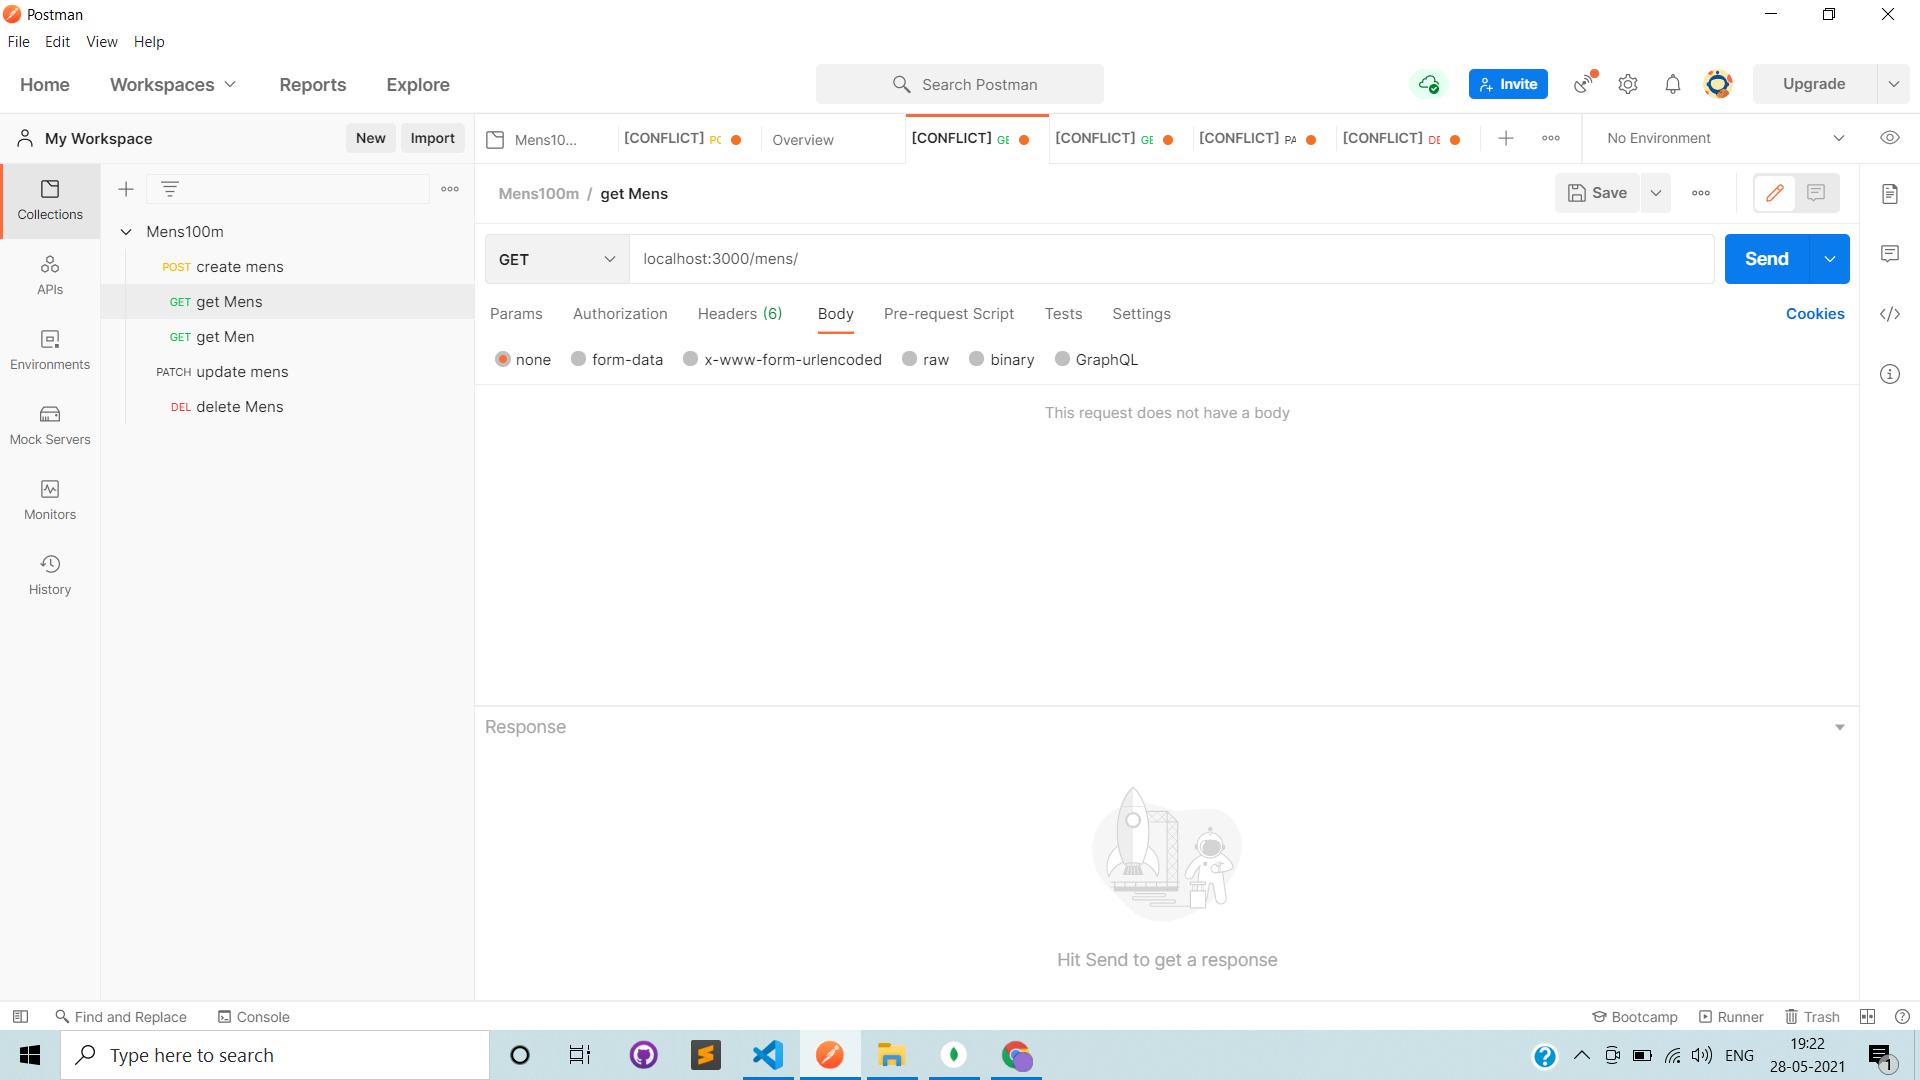 Postman
File Edit View Help
Home Workspaces Reports Explore
Search Postman
Invite
Upgrade
My Workspace
New
Import
Mens10...
[CONFLICT] PO
Overview
[CONFLICT] GE
[CONFLICT] GE
[CONFLICT] PA
[CONFLICT] DE
No Environment
Collections
APIs
Environments
Mock Servers
Monitors
History
Mens100m
POST create mens
GET get Mens
GET get Men
PATCH update mens
DEL delete Mens
Mens100m / get Mens
Save
GET
localhost:3000/mens/
Send
Params Authorization Headers (6) Body Pre-request Script Tests Settings
Cookies
none form-data x-www-form-urlencoded raw binary GraphQL
This request does not have a body
Response
Hit Send to get a response
Find and Replace
Console
Bootcamp
Runner
Trash
Type here to search
ENG
19:22
28-05-2021
1